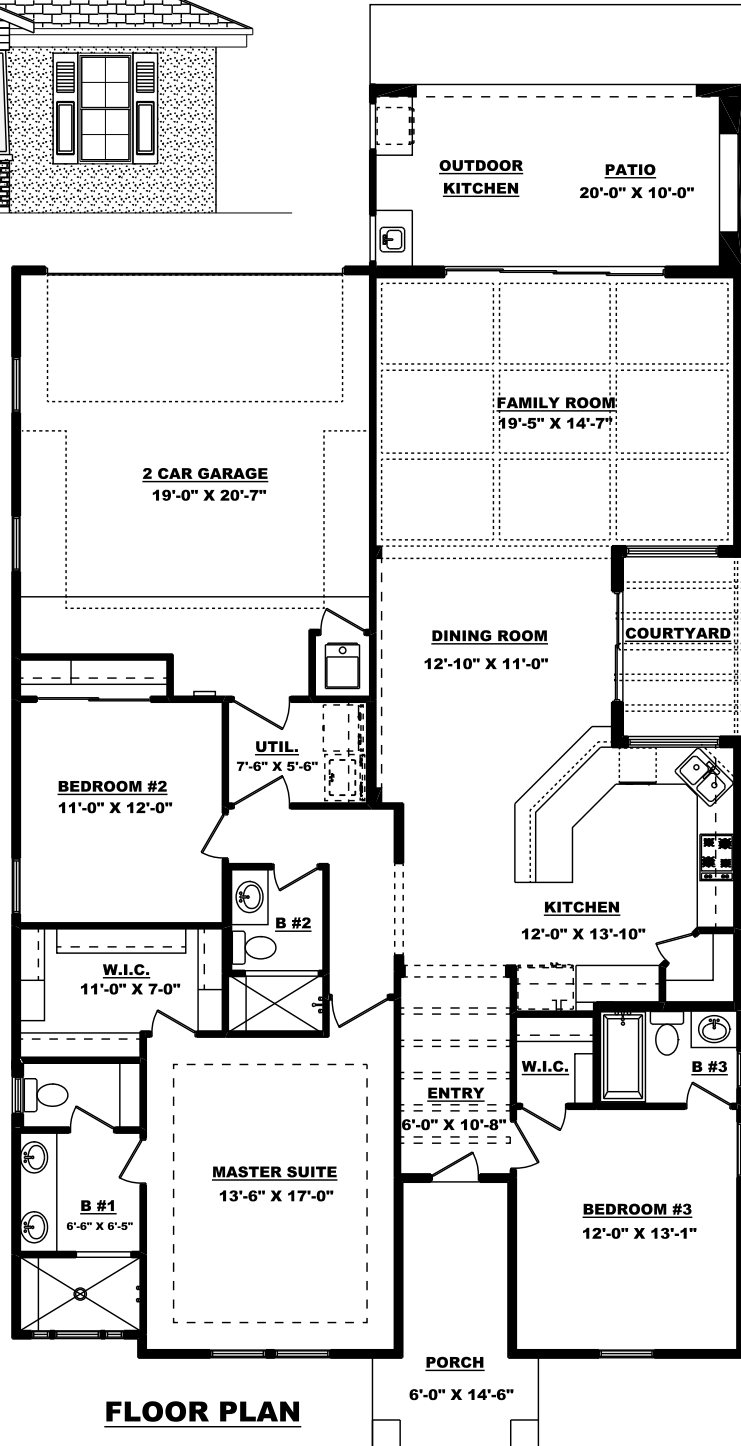 OUTDOOR
KITCHEN
PATIO
20'-0" X 10'-0"
FAMILY ROOM
19'-5" X 14'-7"
2 CAR GARAGE
19'-0" X 20'-7"
DINING ROOM
12'-10" X 11'-0"
COURTYARD
UTIL.
7'-6" X 5'-6"
BEDROOM #2
11'-0" X 12'-0"
KITCHEN
12'-0" X 13'-10"
B #2
W.I.C.
11'-0" X 7-0"
W.I.C.
B #3
ENTRY
6'-0" X 10'-8"
MASTER SUITE
13'-6" X 17'-0"
B #1
6'-6" X 6'-5"
BEDROOM #3
12'-0" X 13'-1"
PORCH
6'-0" X 14'-6"
FLOOR PLAN